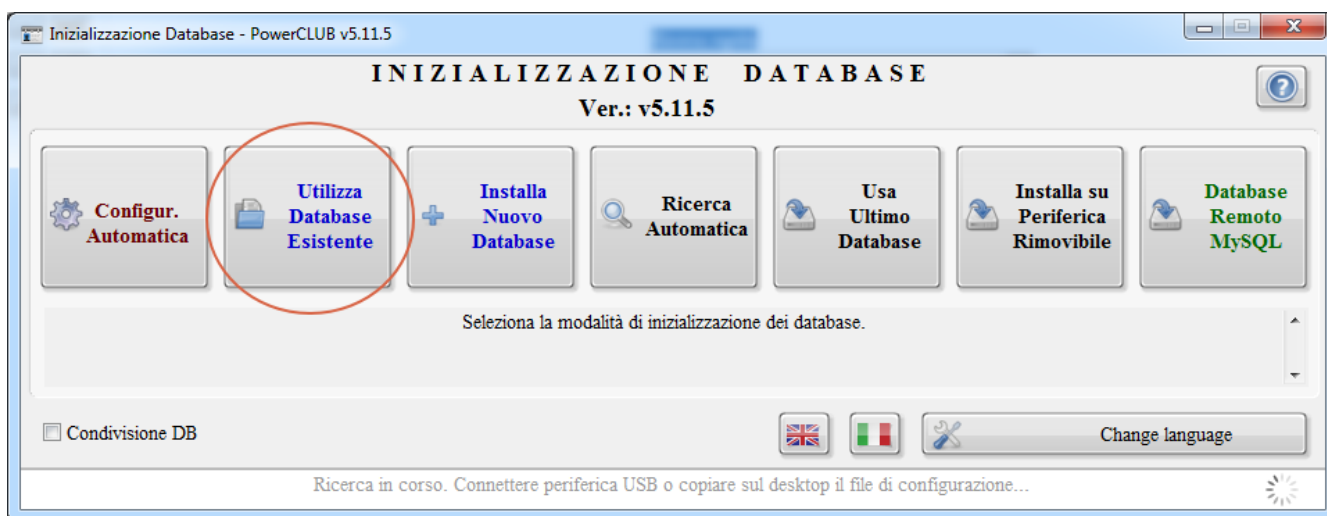 Inizializzazione Database - PowerCLUB v5.11.5
INIZIALIZZAZIONE DATABASE
Ver.: v5.11.5
Configur.
Automatica
Utilizza
Database
Esistente
Installa
Nuovo
Database
Ricerca
Automatica
Usa
Ultimo
Database
Installa su
Periferica
Rimovibile
Database
Remoto
MySQL
Seleziona la modalità di inizializzazione dei database.
Condivisione DB
Change language
Ricerca in corso. Connettere periferica USB o copiare sul desktop il file di configurazione...